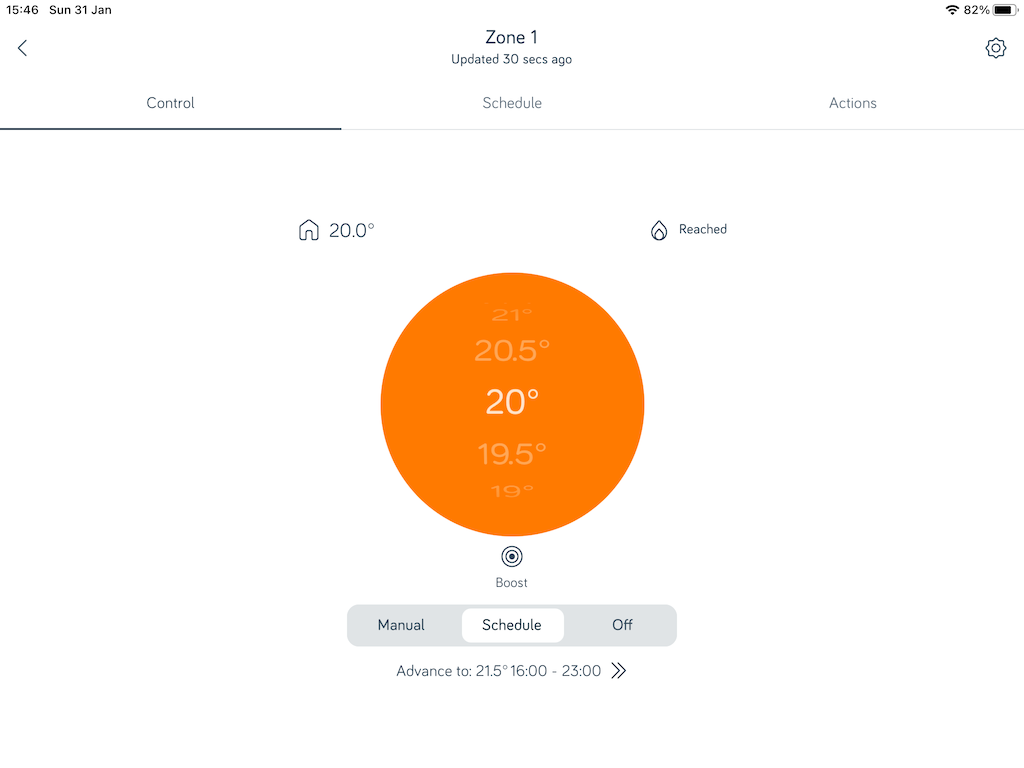 15:46 Sun 31 Jan
82%
Zone 1
Updated 30 secs ago
Control
Schedule
Actions
20.0°
Reached
21°
20.5°
20°
19.5°
19°
Boost
Manual
Schedule
Off
Advance to: 21.5° 16:00 - 23:00